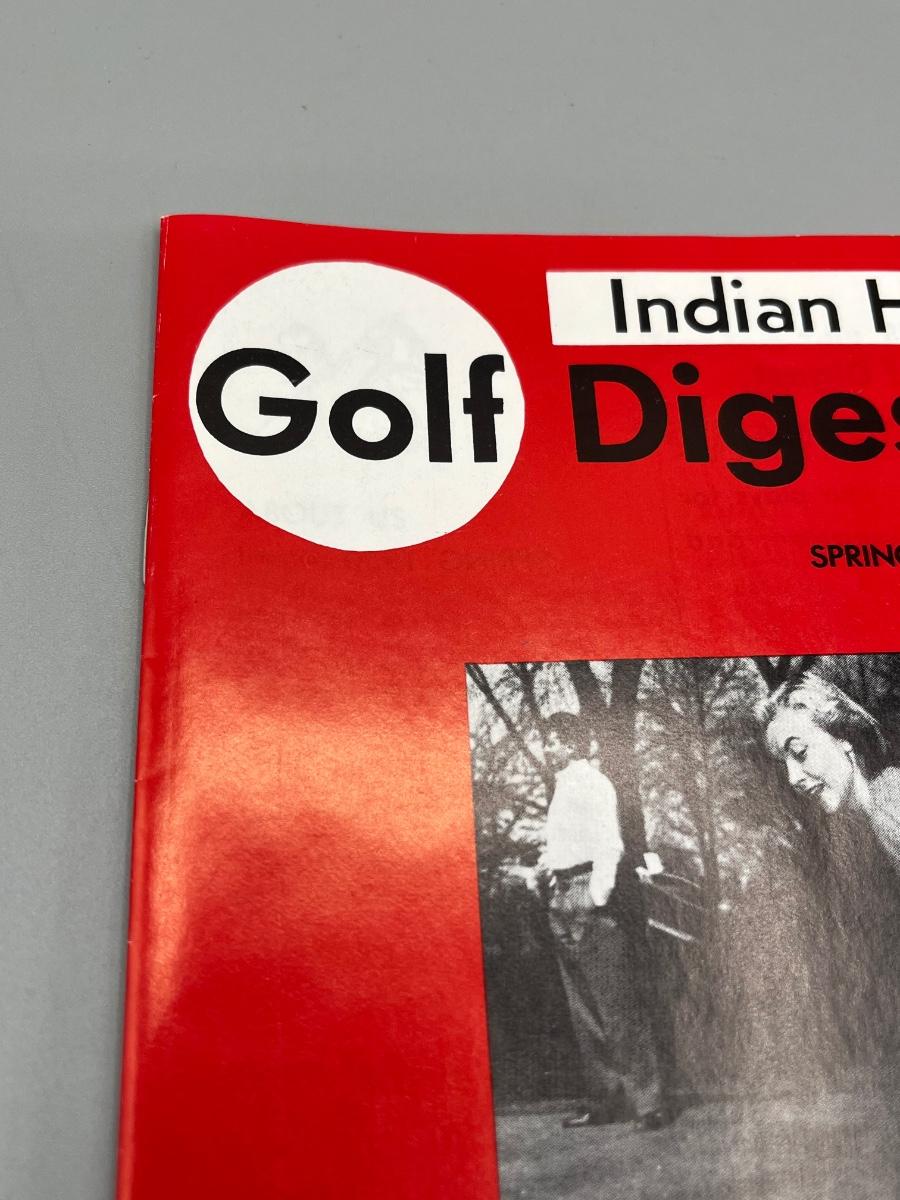 Indian H
Golf Diges
SPRING